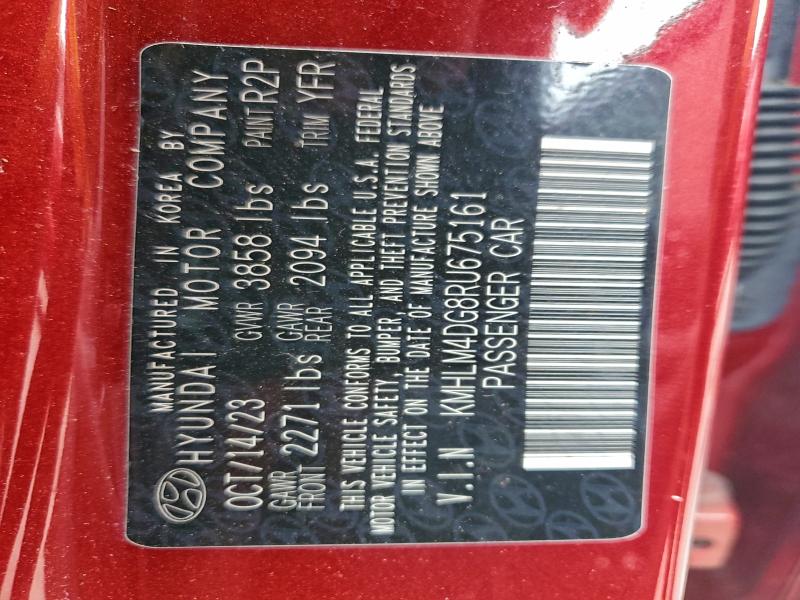 MANUFACTURED IN KOREA BY
HYUNDAI MOTOR COMPANY
OCT/14/23 GVWR 3858 lbs PAINT R2P
GAWR FRONT 2271 lbs GAWR REAR 2094 lbs TRIM YFR
THIS VEHICLE CONFORMS TO ALL APPLICABLE U.S.A. FEDERAL
MOTOR VEHICLE SAFETY, BUMPER, AND THEFT PREVENTION STANDARDS
IN EFFECT ON THE DATE OF MANUFACTURE SHOWN ABOVE
V.I.N KMHLM4DG8RU675161
PASSENGER CAR